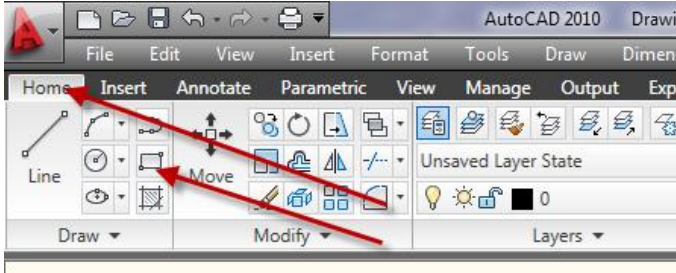 AutoCAD 2010 Drawi
File Edit View Insert Format Tools Draw Dimen
Home Insert Annotate Parametric View Manage Output Exp
Line Move Unsaved Layer State
0
Draw Modify Layers